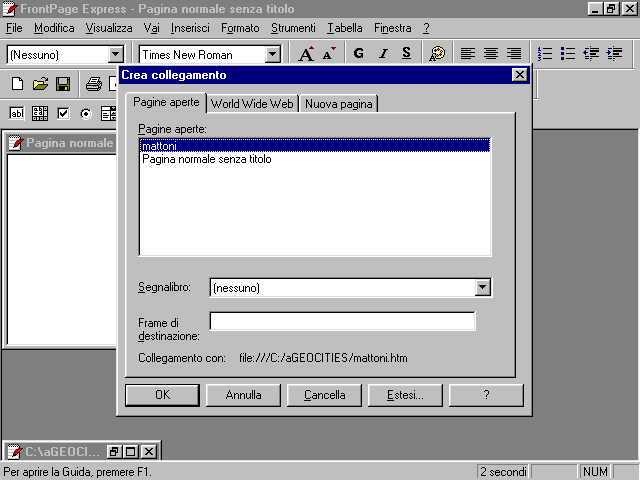 FrontPage Express - Pagina normale senza titolo
File Modifica Visualizza Vai Inserisci Formato Strumenti Tabella Finestra ?
(Nessuno) Times New Roman A A G I S
Crea collegamento
Pagine aperte World Wide Web Nuova pagina
Pagine aperte:
mattoni
Pagina normale senza titolo
Pagina normale
Segnalibro: (nessuno)
Frame di
destinazione:
Collegamento con: file:///C:/aGEOCITIES/mattoni.htm
OK Annulla Cancella Estesi... ?
C:\aGEOCI...
Per aprire la Guida, premere F1. 2 secondi NUM